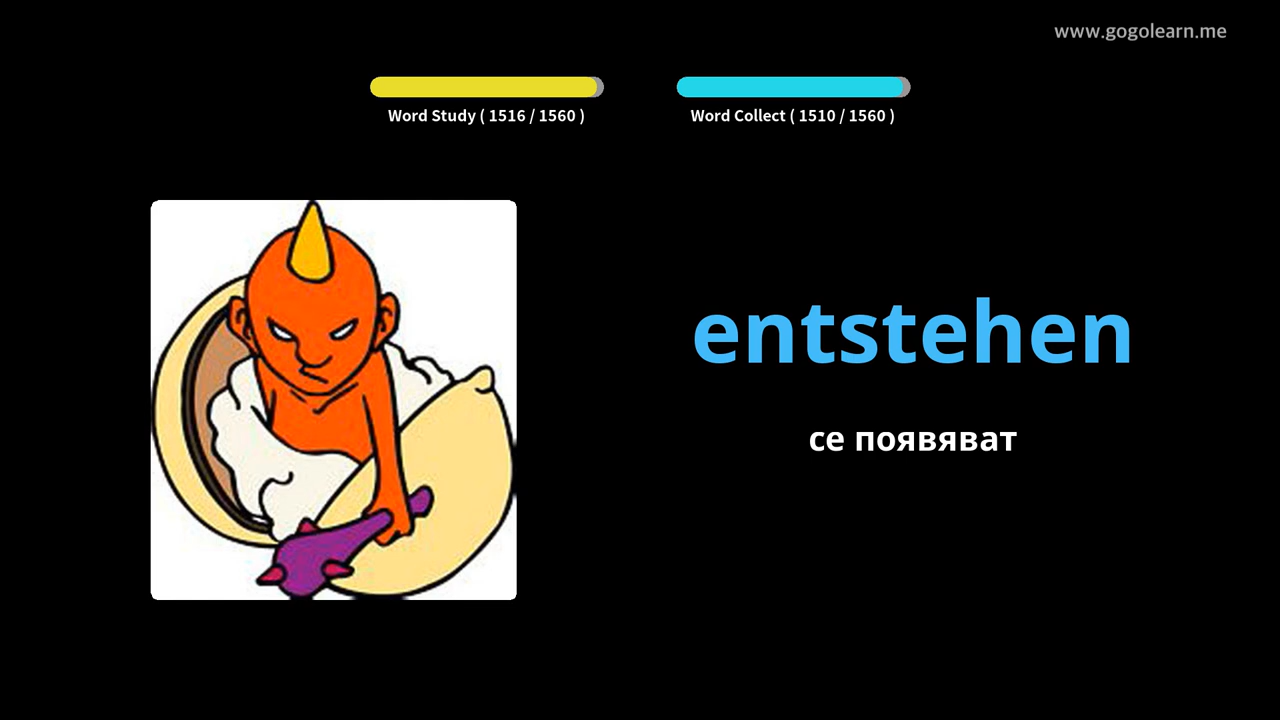 www.gogolearn.me
Word Study ( 1516 / 1560 )
Word Collect ( 1510 / 1560 )
entstehen
се появяват